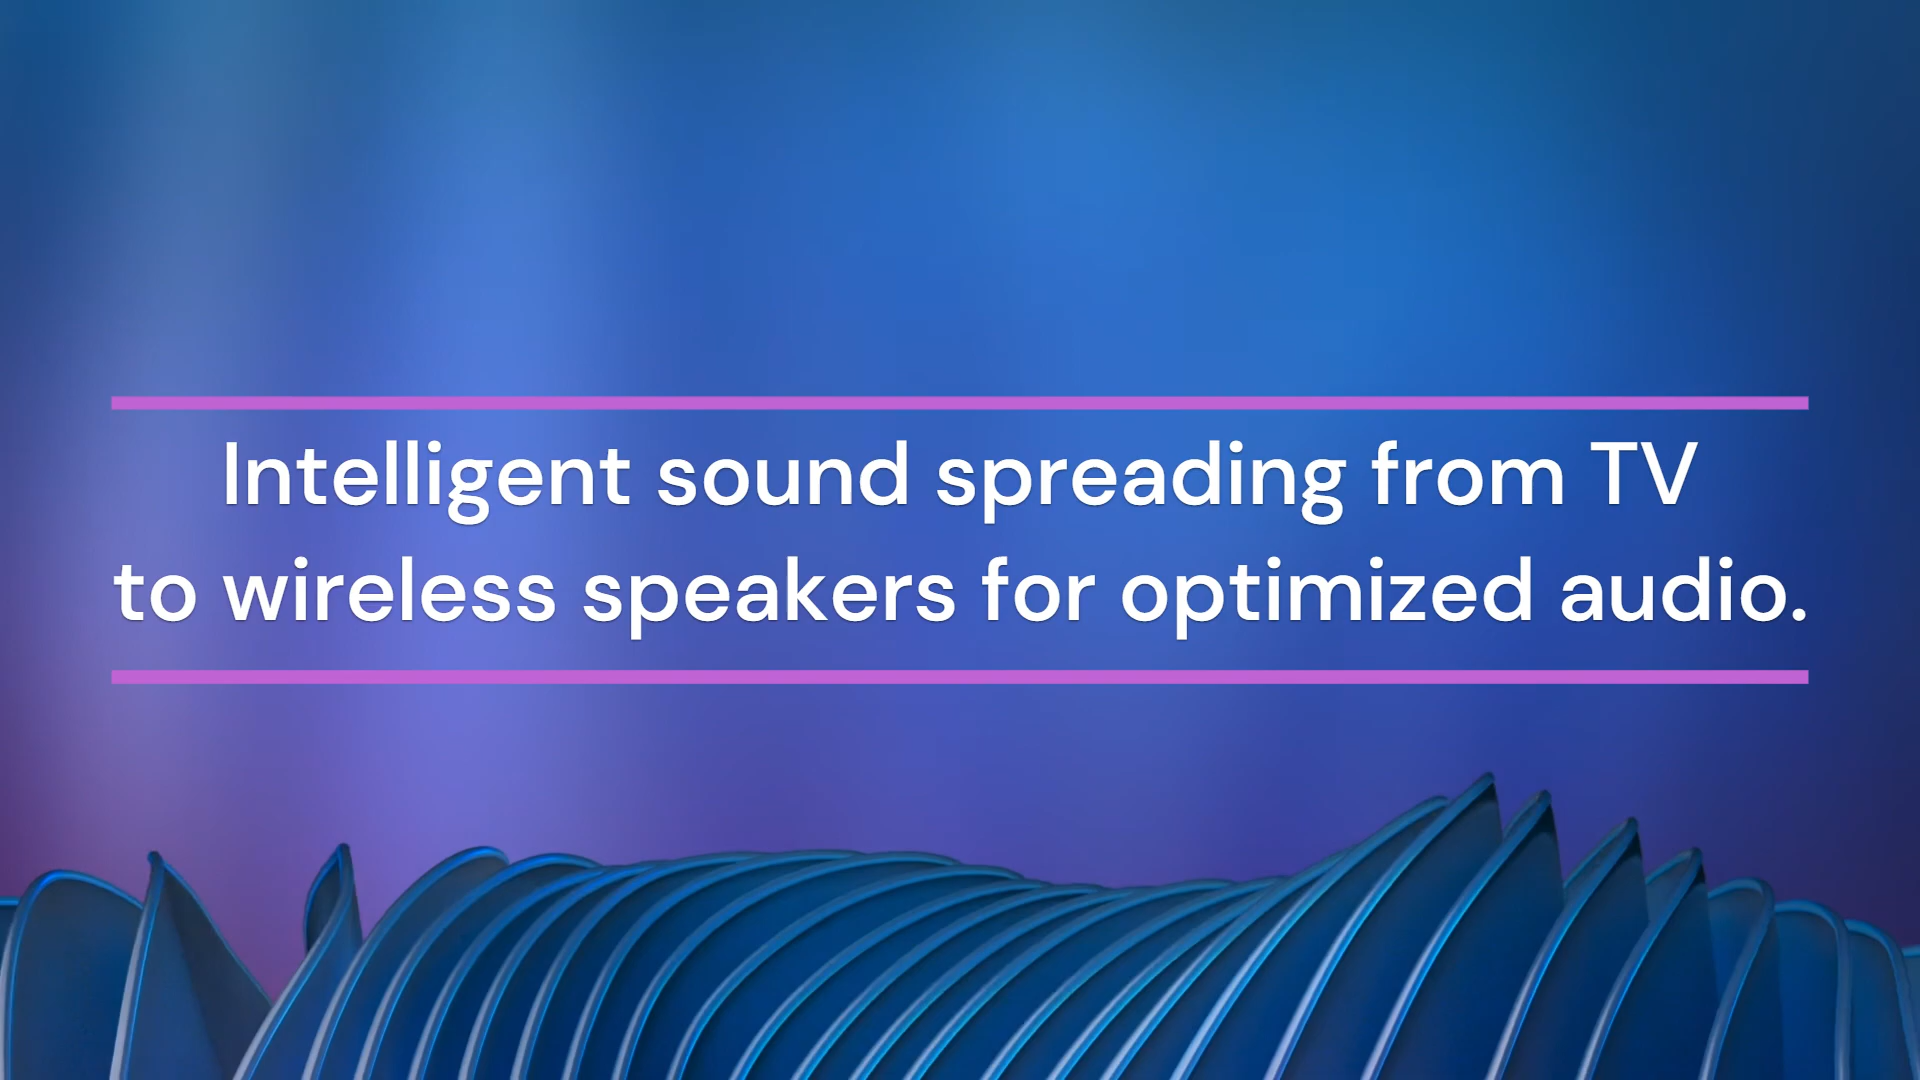 Intelligent sound spreading from TV
to wireless speakers for optimized audio.